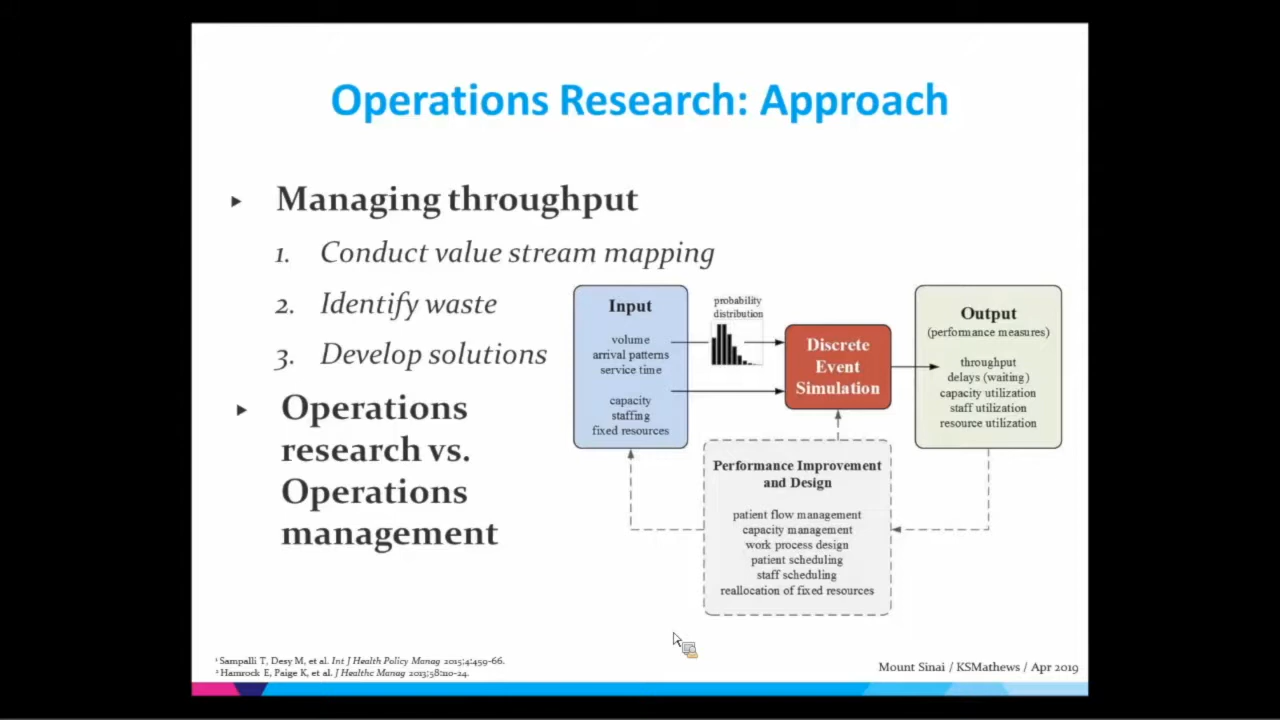 Operations Research: Approach
▸ Managing throughput
1. Conduct value stream mapping
2. Identify waste
3. Develop solutions
▸ Operations
research vs.
Operations
management
Input
volume
arrival patterns
service time
capacity
staffing
fixed resources
probability
distribution
Discrete
Event
Simulation
Output
(performance measures)
throughput
delays (waiting)
capacity utilization
staff utilization
resource utilization
Performance Improvement
and Design
patient flow management
capacity management
work process design
patient scheduling
staff scheduling
reallocation of fixed resources
¹ Sampalli T, Desy M, et al. Int J Health Policy Manag 2015;4:459-66.
² Hamrock E, Paige K, et al. J Healthc Manag 2013;58:110-24.
Mount Sinai / KSMathews / Apr 2019